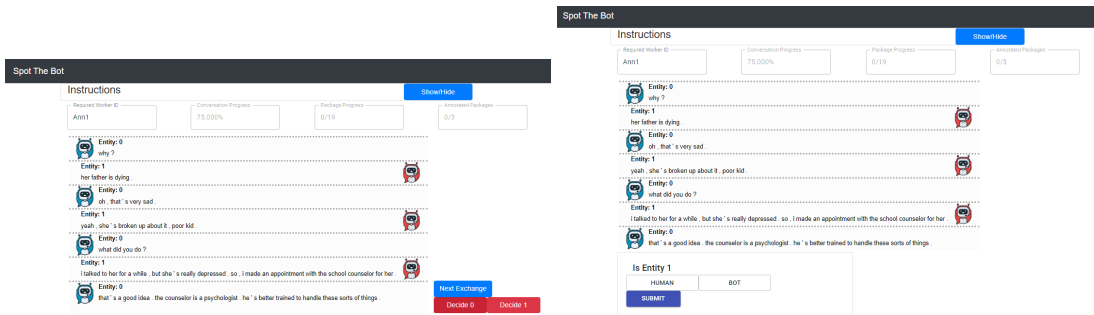 Spot The Bot
Instructions
Show/Hide
Required Worker ID
Conversation Progress
Package Progress
Annotated Packages
Ann1
75.000%
0/19
0/3
Entity: 0
why ?
Entity: 1
her father is dying .
Entity: 0
oh , that ' s very sad .
Entity: 1
yeah , she ' s broken up about it , poor kid .
Entity: 0
what did you do ?
Entity: 1
i talked to her for a while , but she ' s really depressed . so , i made an appointment with the school counselor for her .
Entity: 0
that ' s a good idea . the counselor is a psychologist . he ' s better trained to handle these sorts of things .
Next Exchange
Decide 0
Decide 1
Spot The Bot
Instructions
Show/Hide
Required Worker ID
Conversation Progress
Package Progress
Annotated Packages
Ann1
75.000%
0/19
0/3
Entity: 0
why ?
Entity: 1
her father is dying .
Entity: 0
oh , that ' s very sad .
Entity: 1
yeah , she ' s broken up about it , poor kid .
Entity: 0
what did you do ?
Entity: 1
i talked to her for a while , but she ' s really depressed . so , i made an appointment with the school counselor for her .
Entity: 0
that ' s a good idea . the counselor is a psychologist . he ' s better trained to handle these sorts of things .
Is Entity 1
HUMAN
BOT
SUBMIT